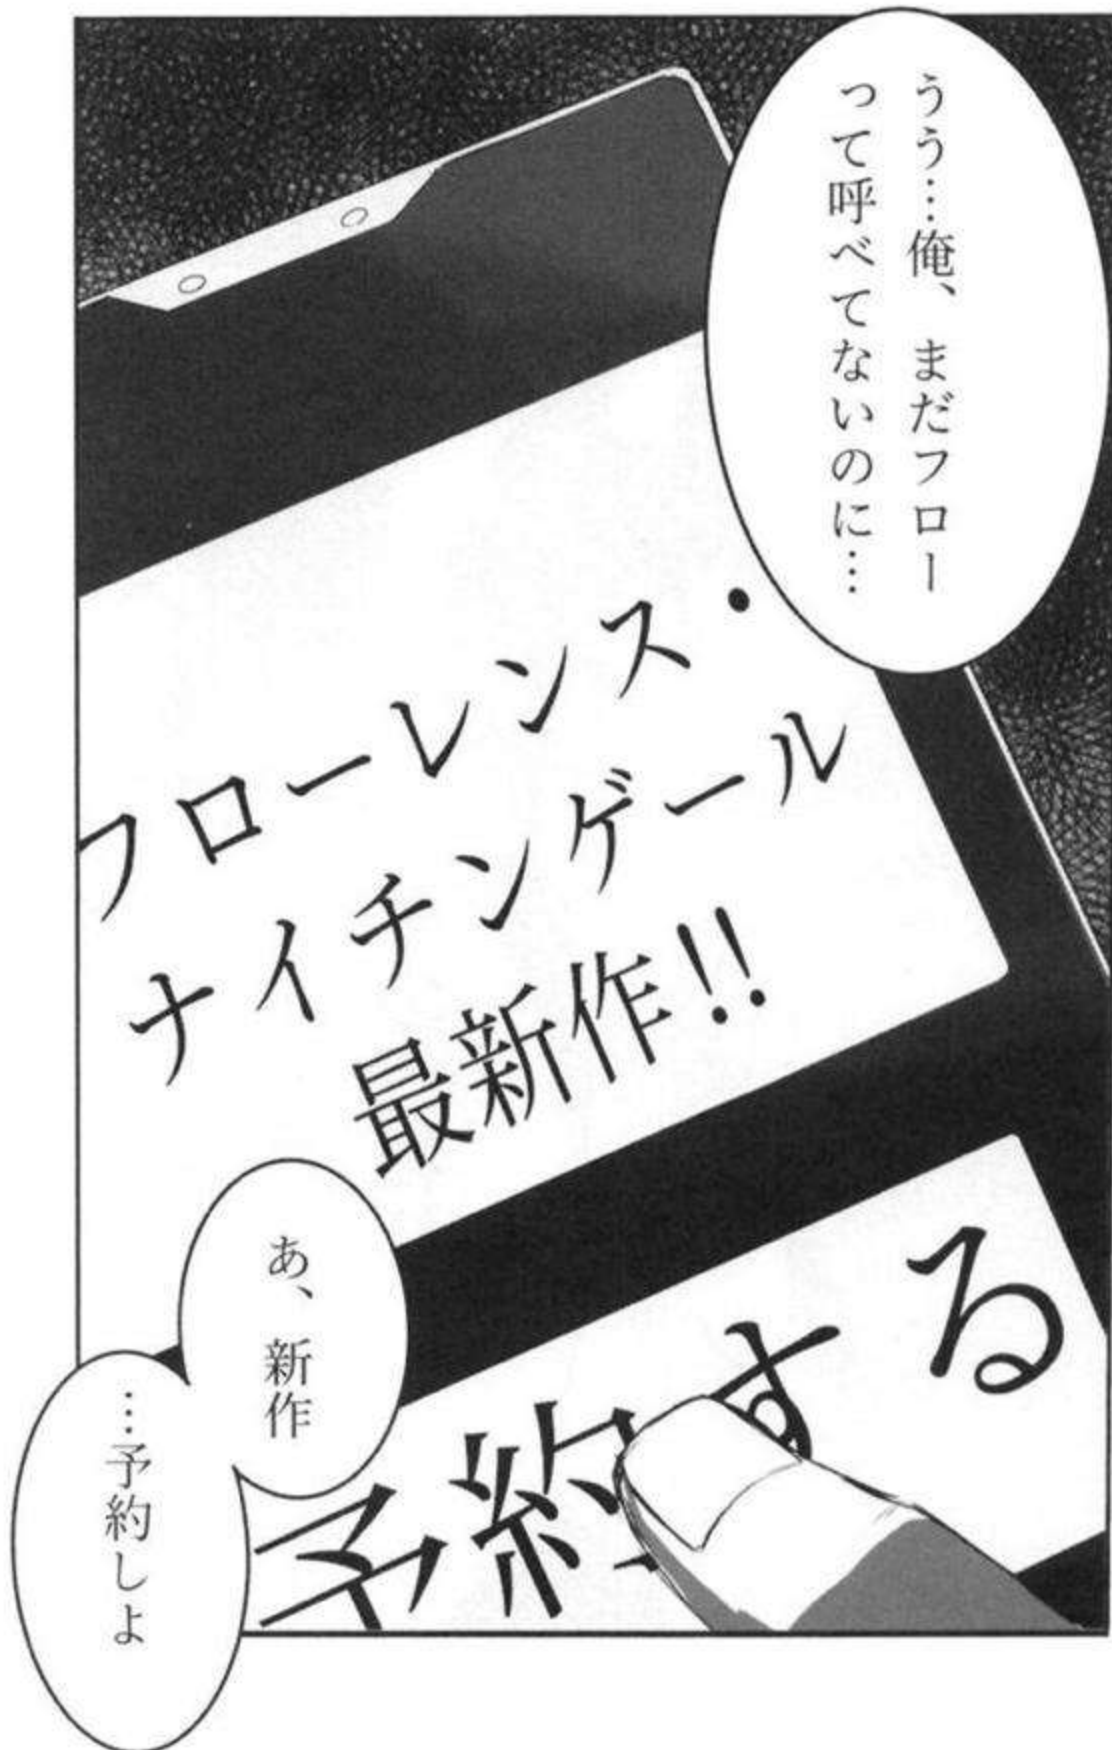 うう…俺、まだフロー
って呼べてないのに…
フローレンス・
ナイチンゲール
最新作!!
あ、新作
…予約しよ
予約する